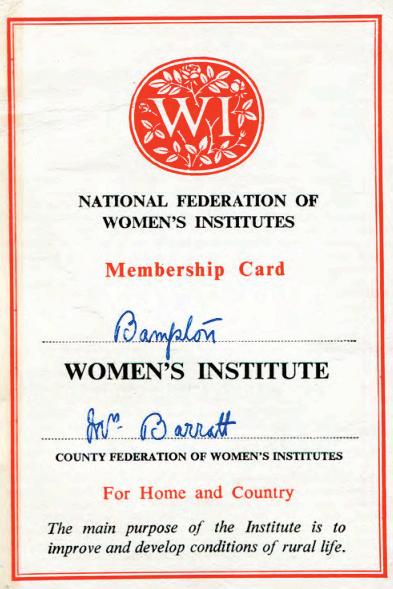 WI
NATIONAL FEDERATION OF
WOMEN'S INSTITUTES
Membership Card
Bampton
WOMEN'S INSTITUTE
Mrs. Barratt
COUNTY FEDERATION OF WOMEN'S INSTITUTES
For Home and Country
The main purpose of the Institute is to
improve and develop conditions of rural life.